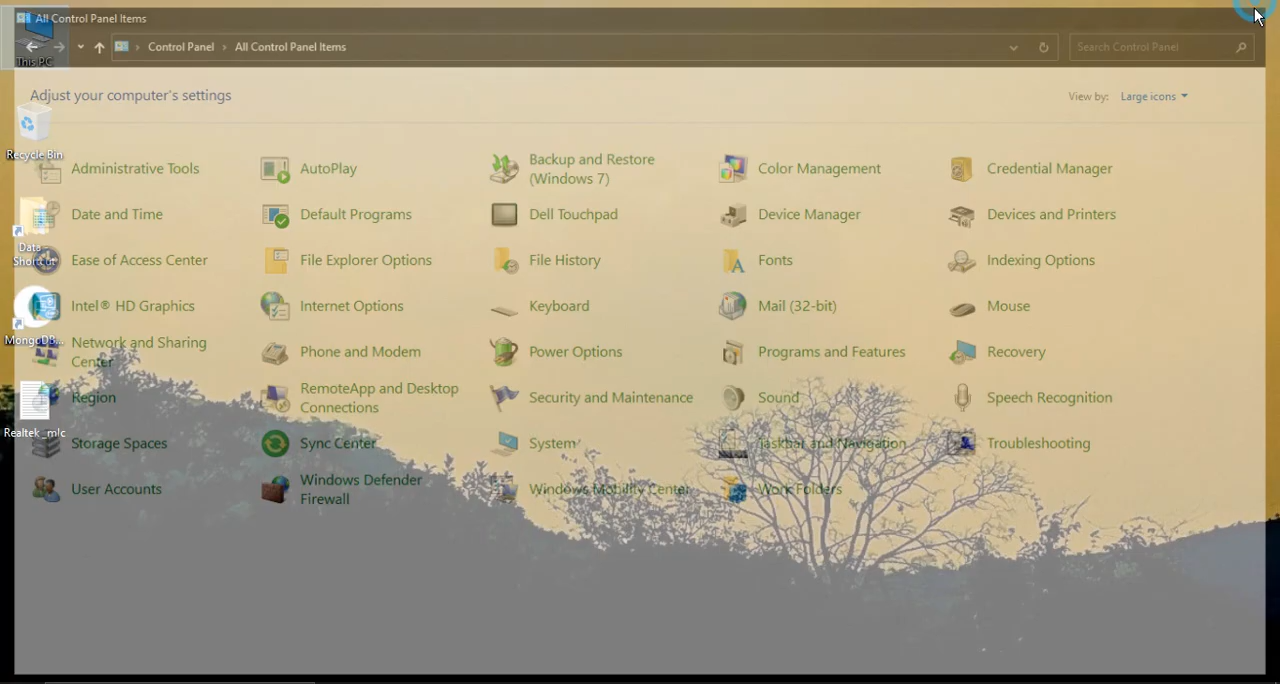 All Control Panel Items
Control Panel › All Control Panel Items
Search Control Panel
This PC
Adjust your computer's settings
View by: Large icons
Recycle Bin
Administrative Tools
AutoPlay
Backup and Restore
(Windows 7)
Color Management
Credential Manager
Date and Time
Default Programs
Dell Touchpad
Device Manager
Devices and Printers
Data -
Shortcut
Ease of Access Center
File Explorer Options
File History
Fonts
Indexing Options
Intel® HD Graphics
Internet Options
Keyboard
Mail (32-bit)
Mouse
MongoDB...
Network and Sharing
Center
Phone and Modem
Power Options
Programs and Features
Recovery
Region
RemoteApp and Desktop
Connections
Security and Maintenance
Sound
Speech Recognition
Realtek_mlc
Storage Spaces
Sync Center
System
Taskbar and Navigation
Troubleshooting
User Accounts
Windows Defender
Firewall
Windows Mobility Center
Work Folders